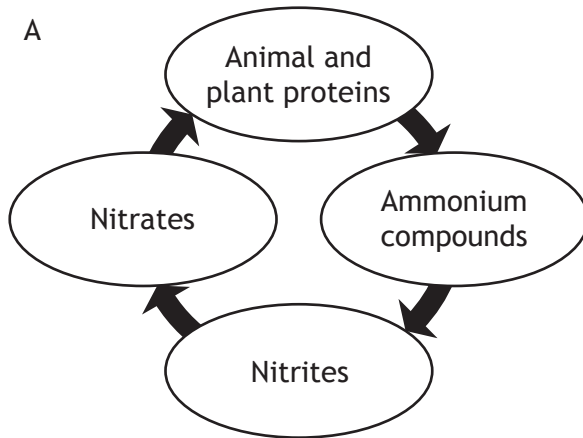 A
Animal and
plant proteins
Nitrates
Ammonium
compounds
Nitrites